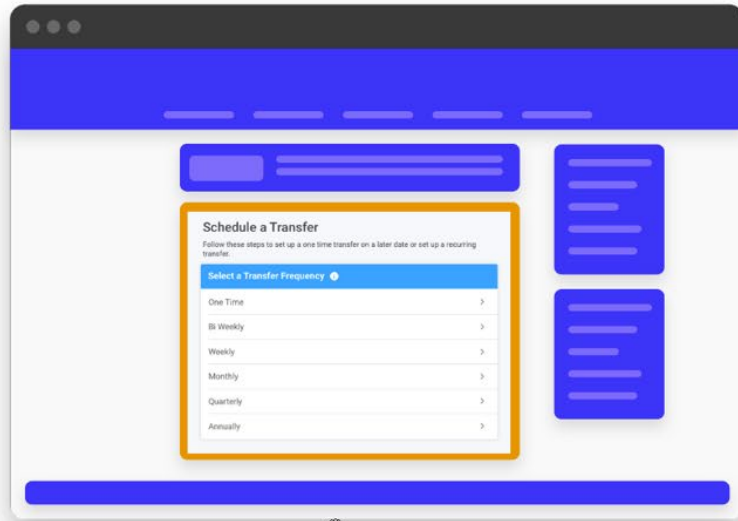 Schedule a Transfer
Follow these steps to set up a one time transfer on a later date or set up a recurring
transfer.
Select a Transfer Frequency
One Time
Bi Weekly
Weekly
Monthly
Quarterly
Annually